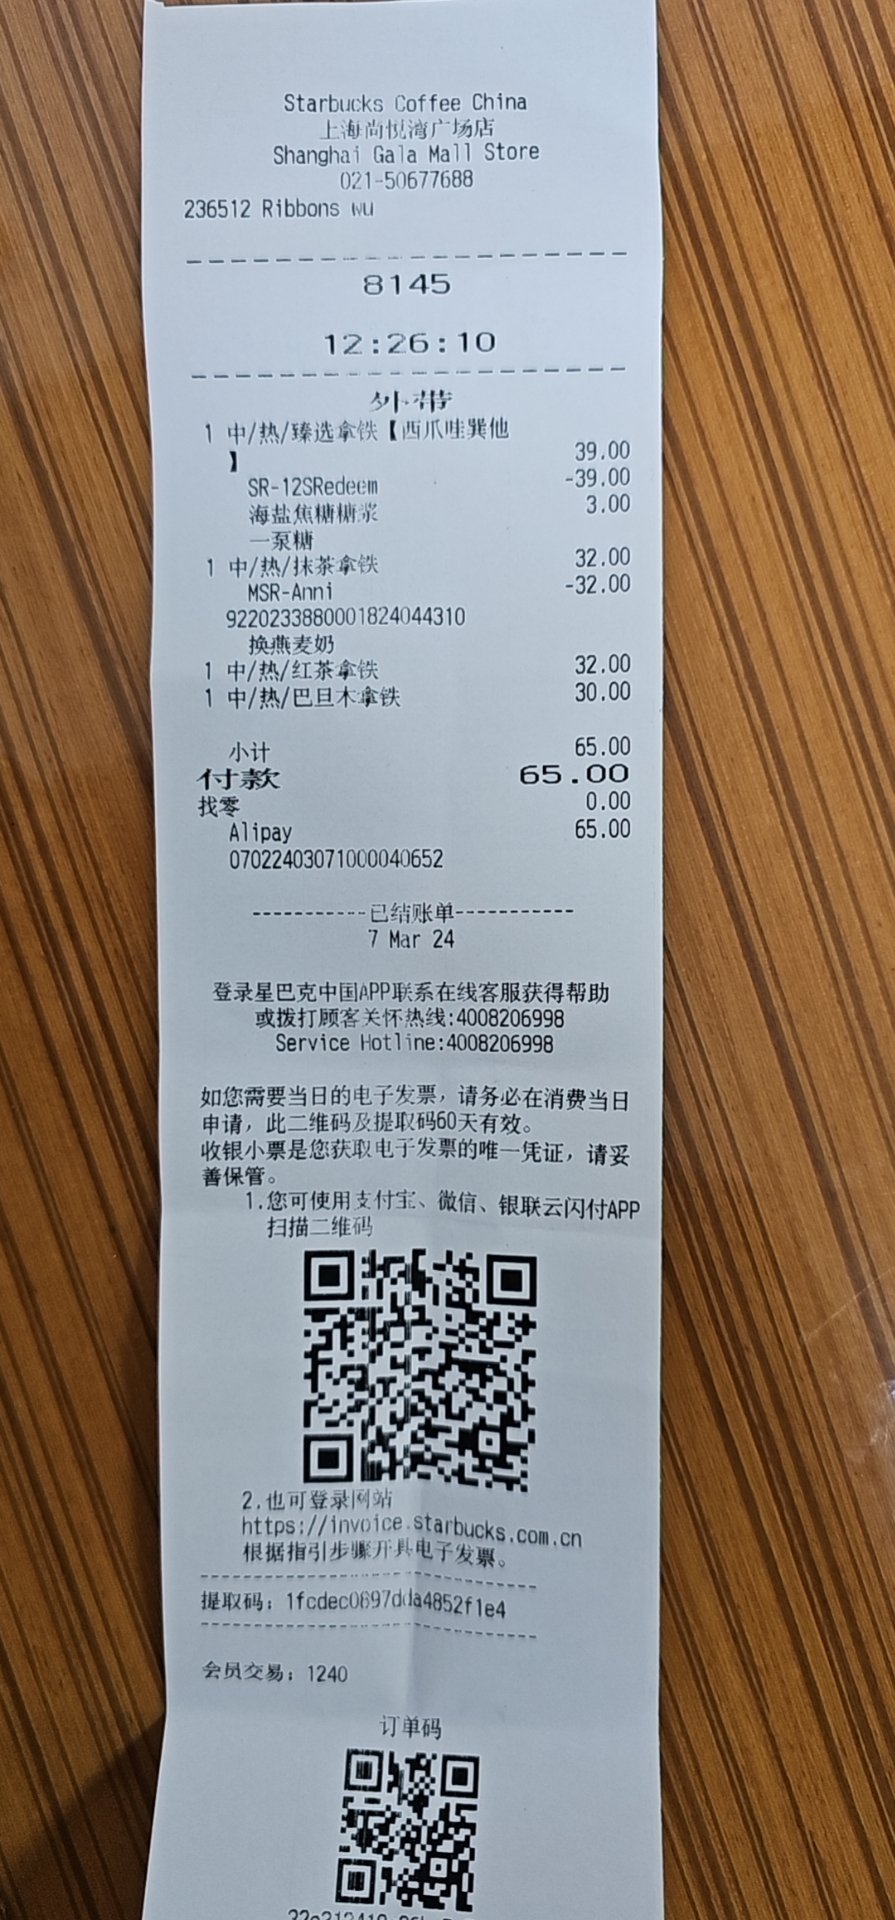 Starbucks Coffee China
上海尚悦湾广场店
Shanghai Gala Mall Store
021-50677688
236512 Ribbons wu
8145
12:26:10
外带
1 中/热/臻选拿铁【西爪哇巽他
】 39.00
SR-12SRedeem -39.00
海盐焦糖糖浆 3.00
一泵糖
1 中/热/抹茶拿铁 32.00
MSR-Anni -32.00
9220233880001824044310
换燕麦奶
1 中/热/红茶拿铁 32.00
1 中/热/巴旦木拿铁 30.00
小计 65.00
付款 65.00
找零 0.00
Alipay 65.00
07022403071000040652
-----------已结账单-----------
7 Mar 24
登录星巴克中国APP联系在线客服获得帮助
或拨打顾客关怀热线:4008206998
Service Hotline:4008206998
如您需要当日的电子发票，请务必在消费当日
申请，此二维码及提取码60天有效。
收银小票是您获取电子发票的唯一凭证，请妥
善保管。
1.您可使用支付宝、微信、银联云闪付APP
扫描二维码
2.也可登录网站
https://invoice.starbucks.com.cn
根据指引步骤开具电子发票。
提取码：1fcdec0697dda4852f1e4
会员交易：1240
订单码